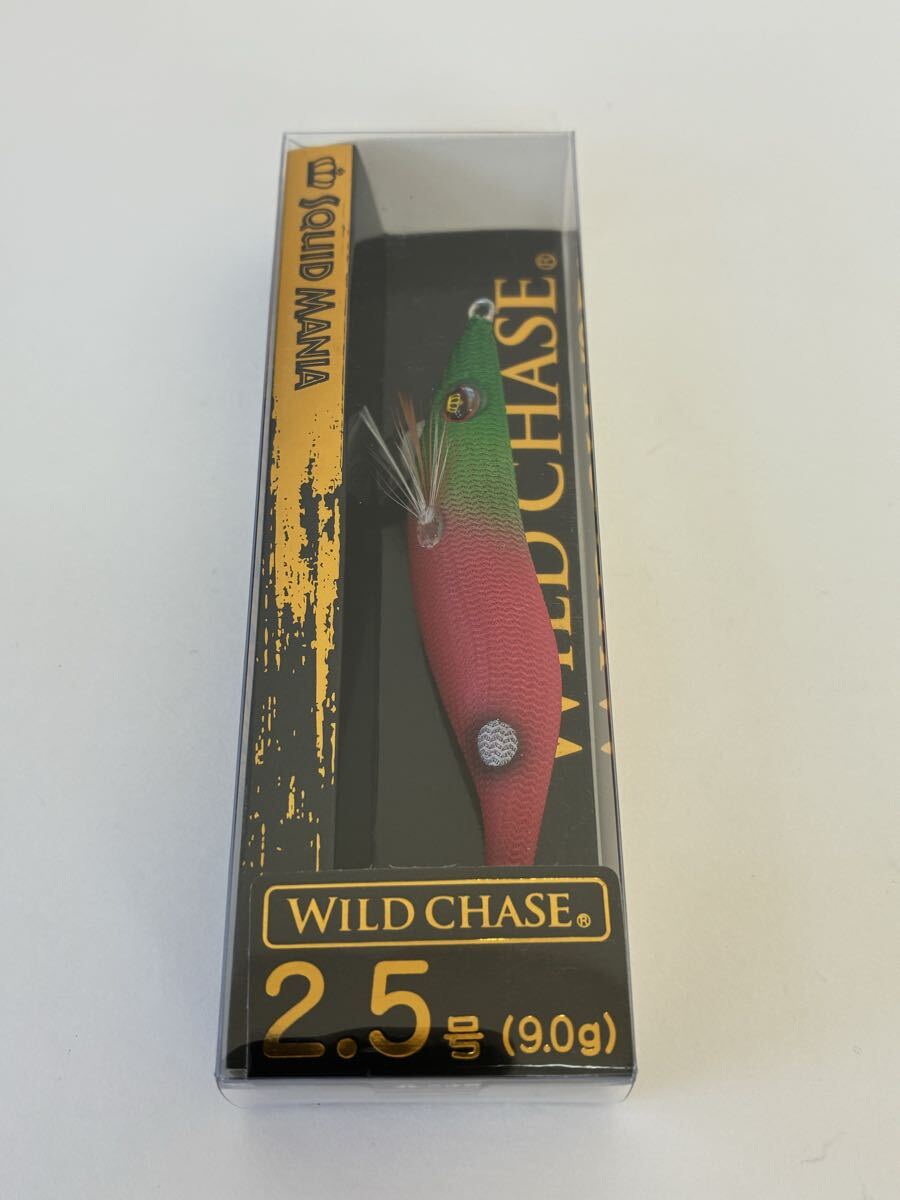 SQUID MANIA
WILD CHASE®
WILD CHASE®
2.5号 (9.0g)